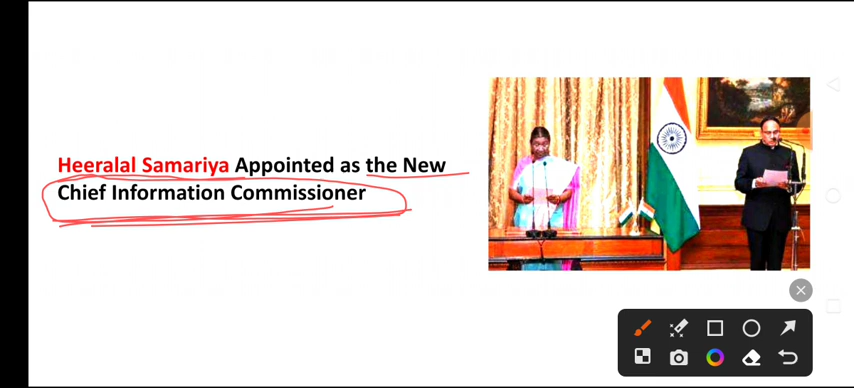 Heeralal Samariya Appointed as the New
Chief Information Commissioner